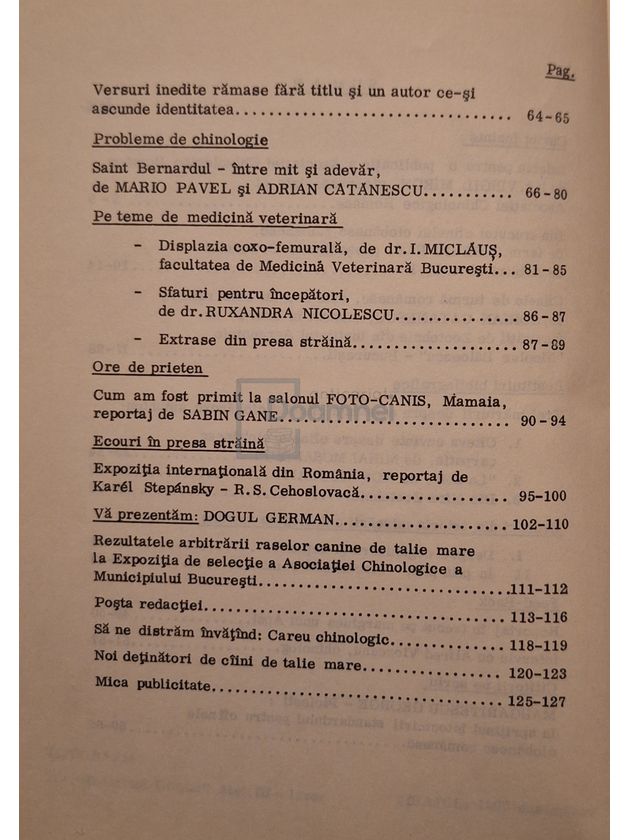 Pag.
Versuri inedite rămase fără titlu şi un autor ce-şi
ascunde identitatea................................. 64-65
Probleme de chinologie
Saint Bernardul - între mit şi adevăr,
de MARIO PAVEL şi ADRIAN CĂTĂNESCU........... 66-80
Pe teme de medicină veterinară
- Displazia coxo-femurală, de dr. I. MICLĂUŞ,
facultatea de Medicină Veterinară Bucureşti... 81-85
- Sfaturi pentru începători,
de dr. RUXANDRA NICOLESCU............... 86-87
- Extrase din presa străină.................... 87-89
Ore de prieten
Cum am fost primit la salonul FOTO-CANIS, Mamaia,
reportaj de SABIN GANE............................ 90-94
Ecouri în presa străină
Expoziţia internaţională din România, reportaj de
Karél Stepánsky - R.S. Cehoslovacă.................. 95-100
Vă prezentăm: DOGUL GERMAN..................... 102-110
Rezultatele arbitrării raselor canine de talie mare
la Expoziţia de selecţie a Asociaţiei Chinologice a
Municipiului Bucureşti.............................. 111-112
Poşta redacţiei..................................... 113-116
Să ne distrăm învăţînd: Careu chinologic.............. 118-119
Noi deţinători de cîini de talie mare................. 120-123
Mica publicitate.................................... 125-127